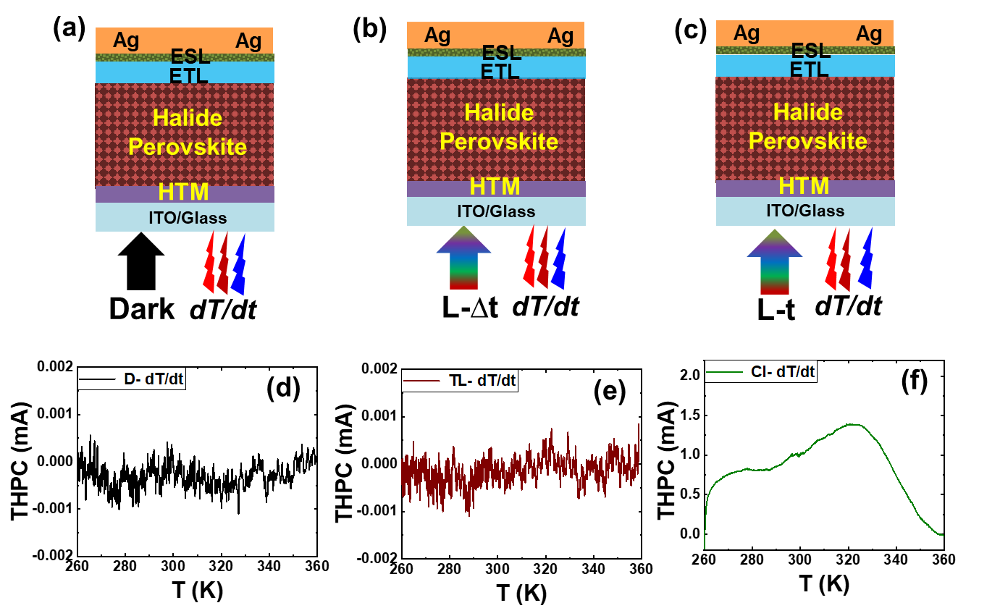 (a)
Ag Ag
ESL
ETL
Halide
Perovskite
HTM
ITO/Glass
Dark dT/dt
(b)
Ag Ag
ESL
ETL
Halide
Perovskite
HTM
ITO/Glass
L-Δt dT/dt
(c)
Ag Ag
ESL
ETL
Halide
Perovskite
HTM
ITO/Glass
L-t dT/dt
(d)
D- dT/dt
THPC (mA)
0.002
0.001
0.000
-0.001
-0.002
260 280 300 320 340 360
T (K)
(e)
TL- dT/dt
THPC (mA)
0.002
0.001
0.000
-0.001
-0.002
260 280 300 320 340 360
T (K)
(f)
CI- dT/dt
THPC (mA)
2.0
1.5
1.0
0.5
0.0
260 280 300 320 340 360
T (K)